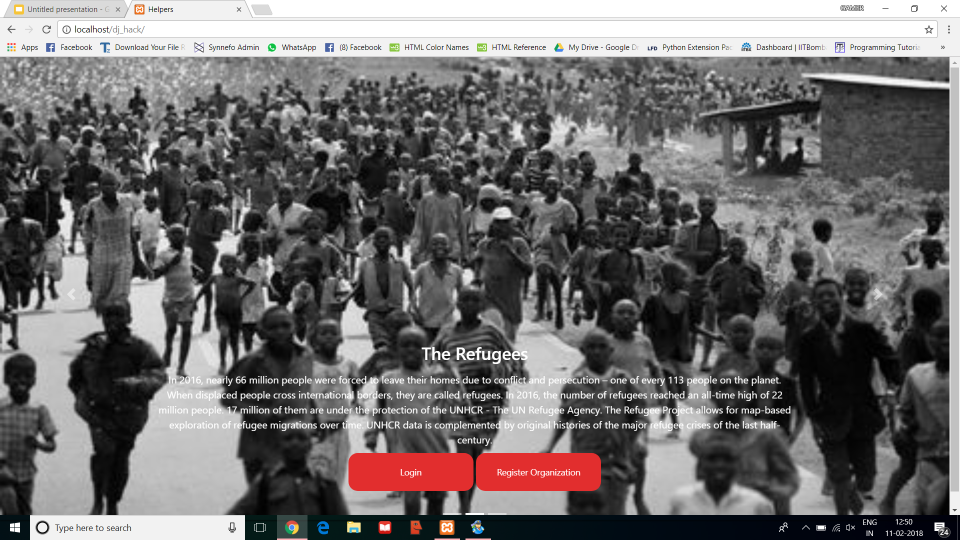 Untitled presentation - G
Helpers
GAMER
localhost/dj_hack/
Apps
Facebook
Download Your File F
Synnefo Admin
WhatsApp
(8) Facebook
HTML Color Names
HTML Reference
My Drive - Google D
LFD
Python Extension Pac
Dashboard | IITBomb
Programming Tutoria
»
The Refugees
In 2016, nearly 66 million people were forced to leave their homes due to conflict and persecution – one of every 113 people on the planet.
When displaced people cross international borders, they are called refugees. In 2016, the number of refugees reached an all-time high of 22
million people. 17 million of them are under the protection of the UNHCR - The UN Refugee Agency. The Refugee Project allows for map-based
exploration of refugee migrations over time. UNHCR data is complemented by original histories of the major refugee crises of the last half-
century.
Login
Register Organization
Type here to search
ENG
IN
12:50
11-02-2018
24